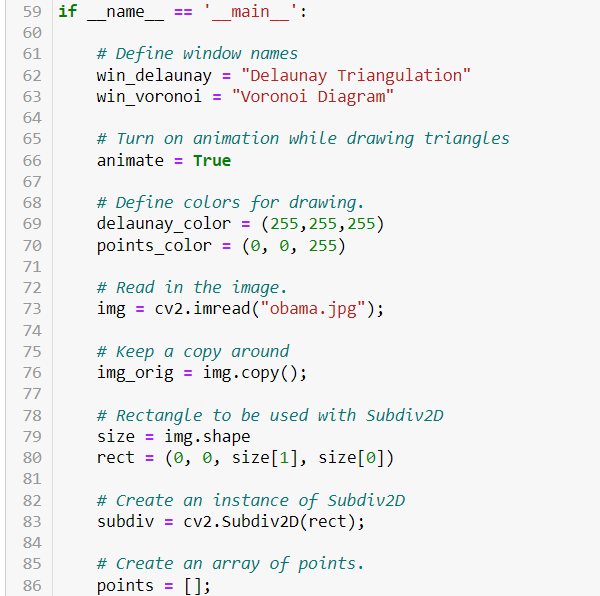 59 if __name__ == '__main__':
60
61     # Define window names
62     win_delaunay = "Delaunay Triangulation"
63     win_voronoi = "Voronoi Diagram"
64
65     # Turn on animation while drawing triangles
66     animate = True
67
68     # Define colors for drawing.
69     delaunay_color = (255,255,255)
70     points_color = (0, 0, 255)
71
72     # Read in the image.
73     img = cv2.imread("obama.jpg");
74
75     # Keep a copy around
76     img_orig = img.copy();
77
78     # Rectangle to be used with Subdiv2D
79     size = img.shape
80     rect = (0, 0, size[1], size[0])
81
82     # Create an instance of Subdiv2D
83     subdiv = cv2.Subdiv2D(rect);
84
85     # Create an array of points.
86     points = [];